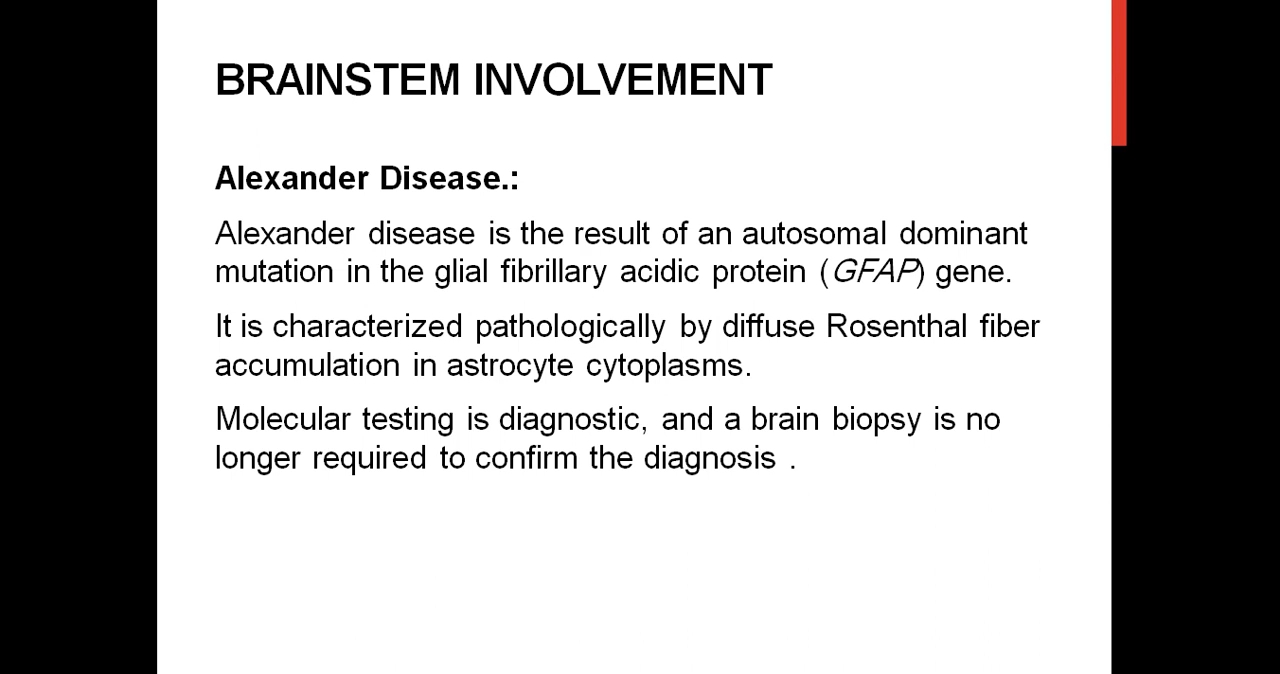 BRAINSTEM INVOLVEMENT
Alexander Disease.:
Alexander disease is the result of an autosomal dominant
mutation in the glial fibrillary acidic protein (GFAP) gene.
It is characterized pathologically by diffuse Rosenthal fiber
accumulation in astrocyte cytoplasms.
Molecular testing is diagnostic, and a brain biopsy is no
longer required to confirm the diagnosis .